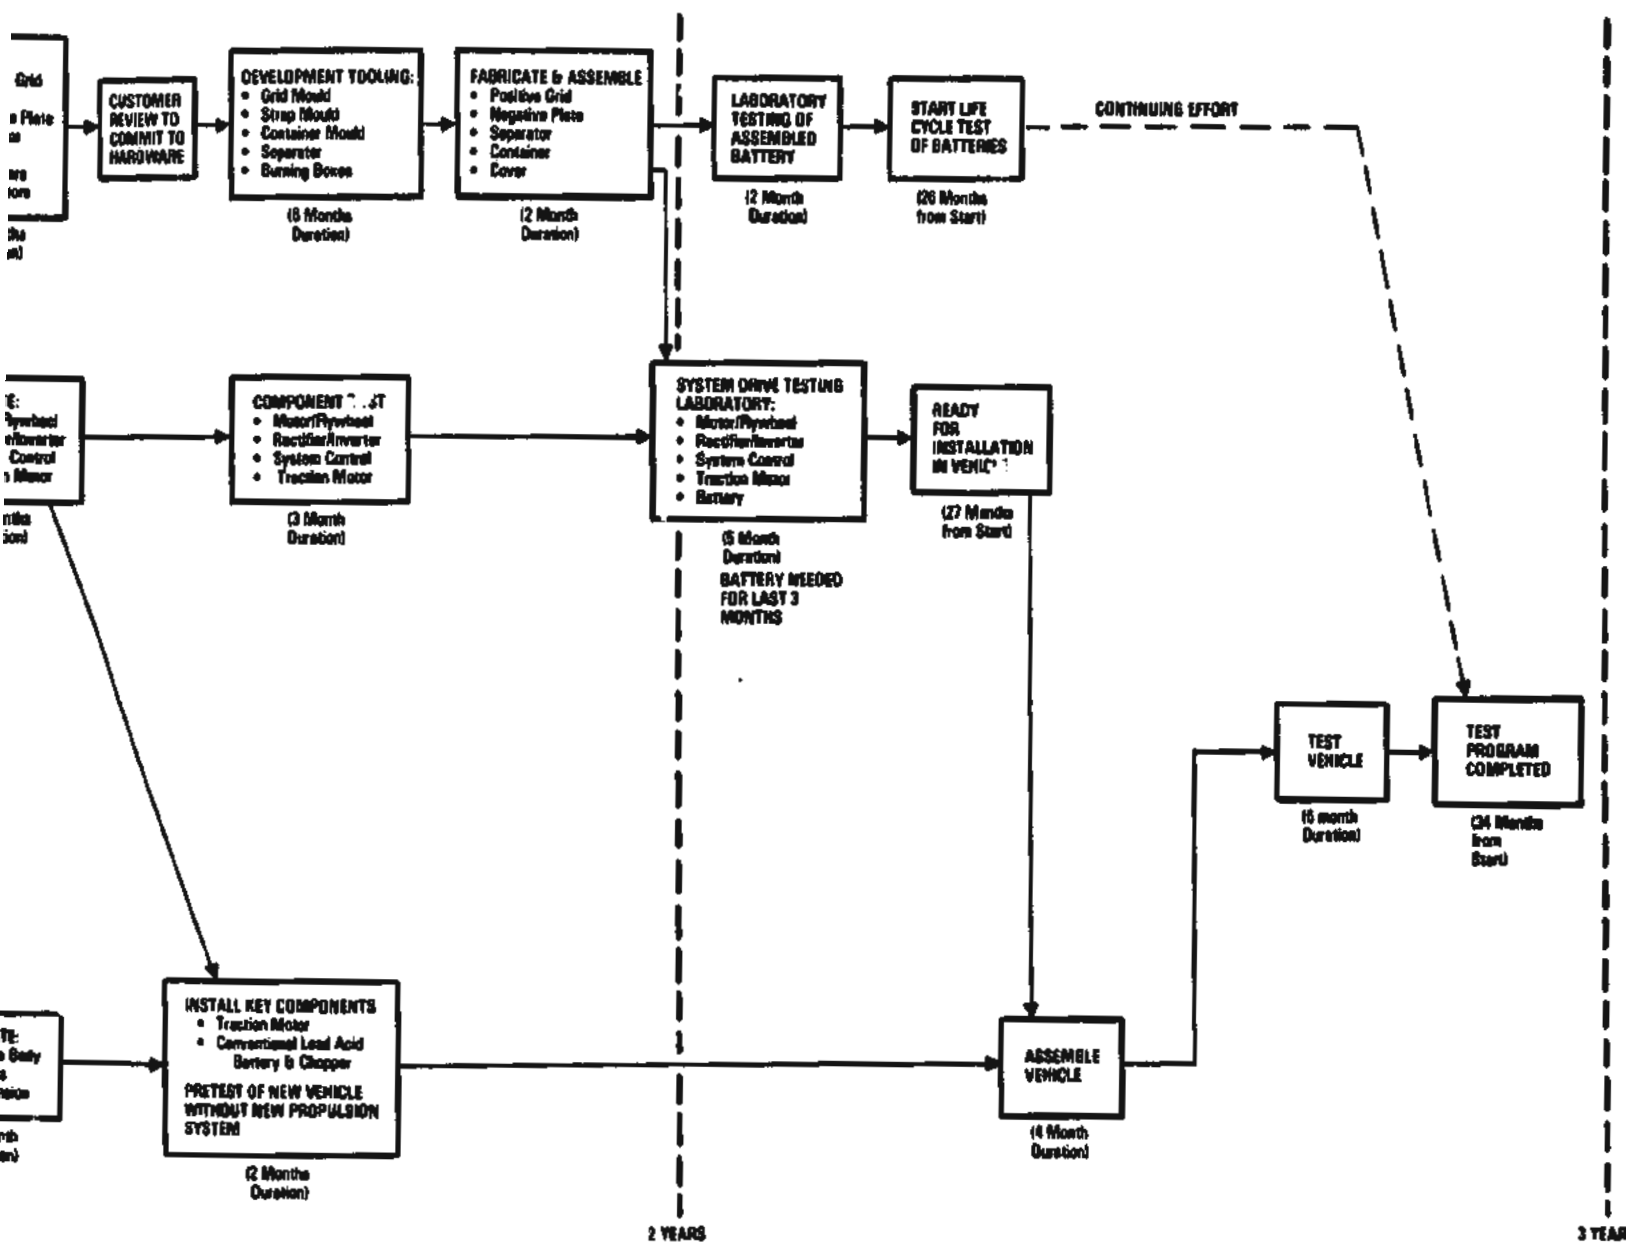 Grid
Plate
CUSTOMER
REVIEW TO
COMMIT TO
HARDWARE
DEVELOPMENT TOOLING:
• Grid Mould
• Strap Mould
• Container Mould
• Separator
• Burning Boxes
(6 Months
Duration)
FABRICATE & ASSEMBLE
• Positive Grid
• Negative Plate
• Separator
• Container
• Cover
(2 Month
Duration)
LABORATORY
TESTING OF
ASSEMBLED
BATTERY
(2 Month
Duration)
START LIFE
CYCLE TEST
OF BATTERIES
(26 Months
from Start)
CONTINUING EFFORT
Control
Motor
COMPONENT
• Motor/Flywheel
• Rectifier/Inverter
• System Control
• Traction Motor
(3 Month
Duration)
SYSTEM DRIVE TESTING
LABORATORY:
• Motor/Flywheel
• Rectifier/Inverter
• System Control
• Traction Motor
• Battery
(5 Month
Duration)
BATTERY NEEDED
FOR LAST 3
MONTHS
READY
FOR
INSTALLATION
IN
(27 Months
from Start)
TEST
VEHICLE
(6 month
Duration)
TEST
PROGRAM
COMPLETED
(34 Months
from
Start)
Body
INSTALL KEY COMPONENTS
• Traction Motor
• Conventional Lead Acid
Battery & Chopper
PRETEST OF NEW VEHICLE
WITHOUT NEW PROPULSION
SYSTEM
(2 Months
Duration)
ASSEMBLE
VEHICLE
(4 Month
Duration)
2 YEARS
3 YEAR